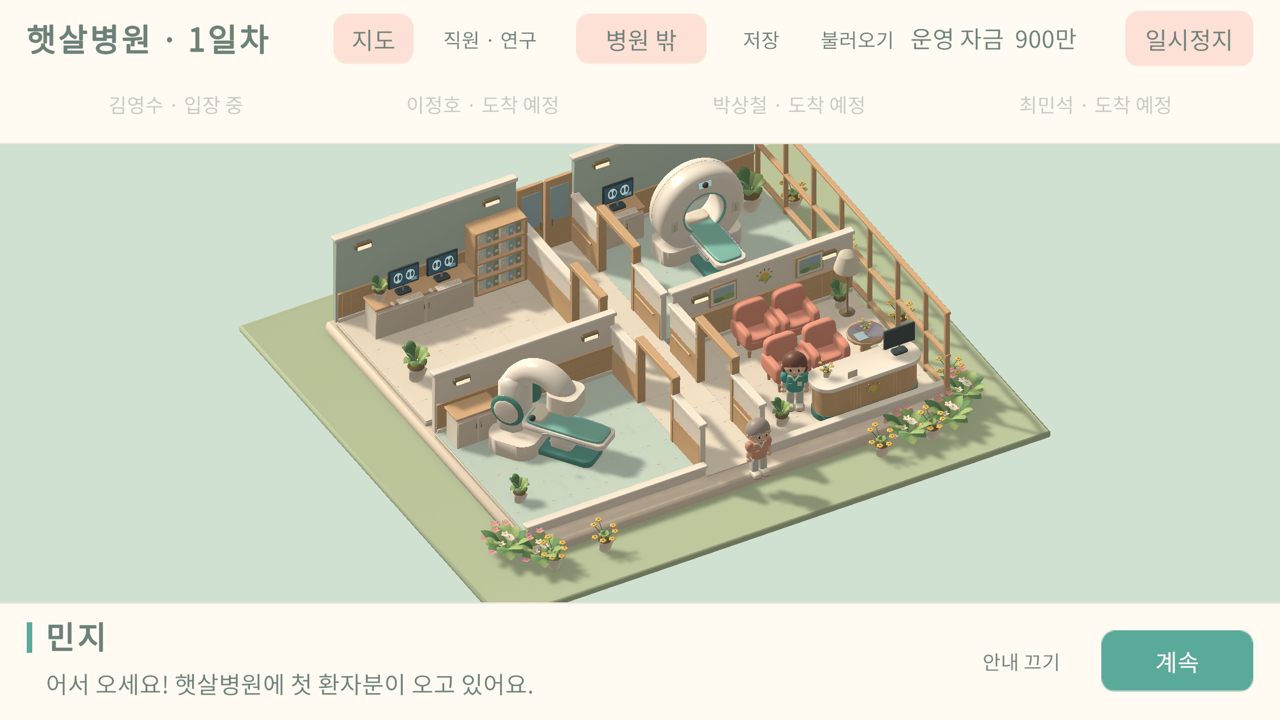 햇살병원 · 1일차
지도
직원 · 연구
병원 밖
저장
불러오기
운영 자금 900만
일시정지
김영수 · 입장 중
이정호 · 도착 예정
박상철 · 도착 예정
최민석 · 도착 예정
민지
어서 오세요! 햇살병원에 첫 환자분이 오고 있어요.
안내 끄기
계속